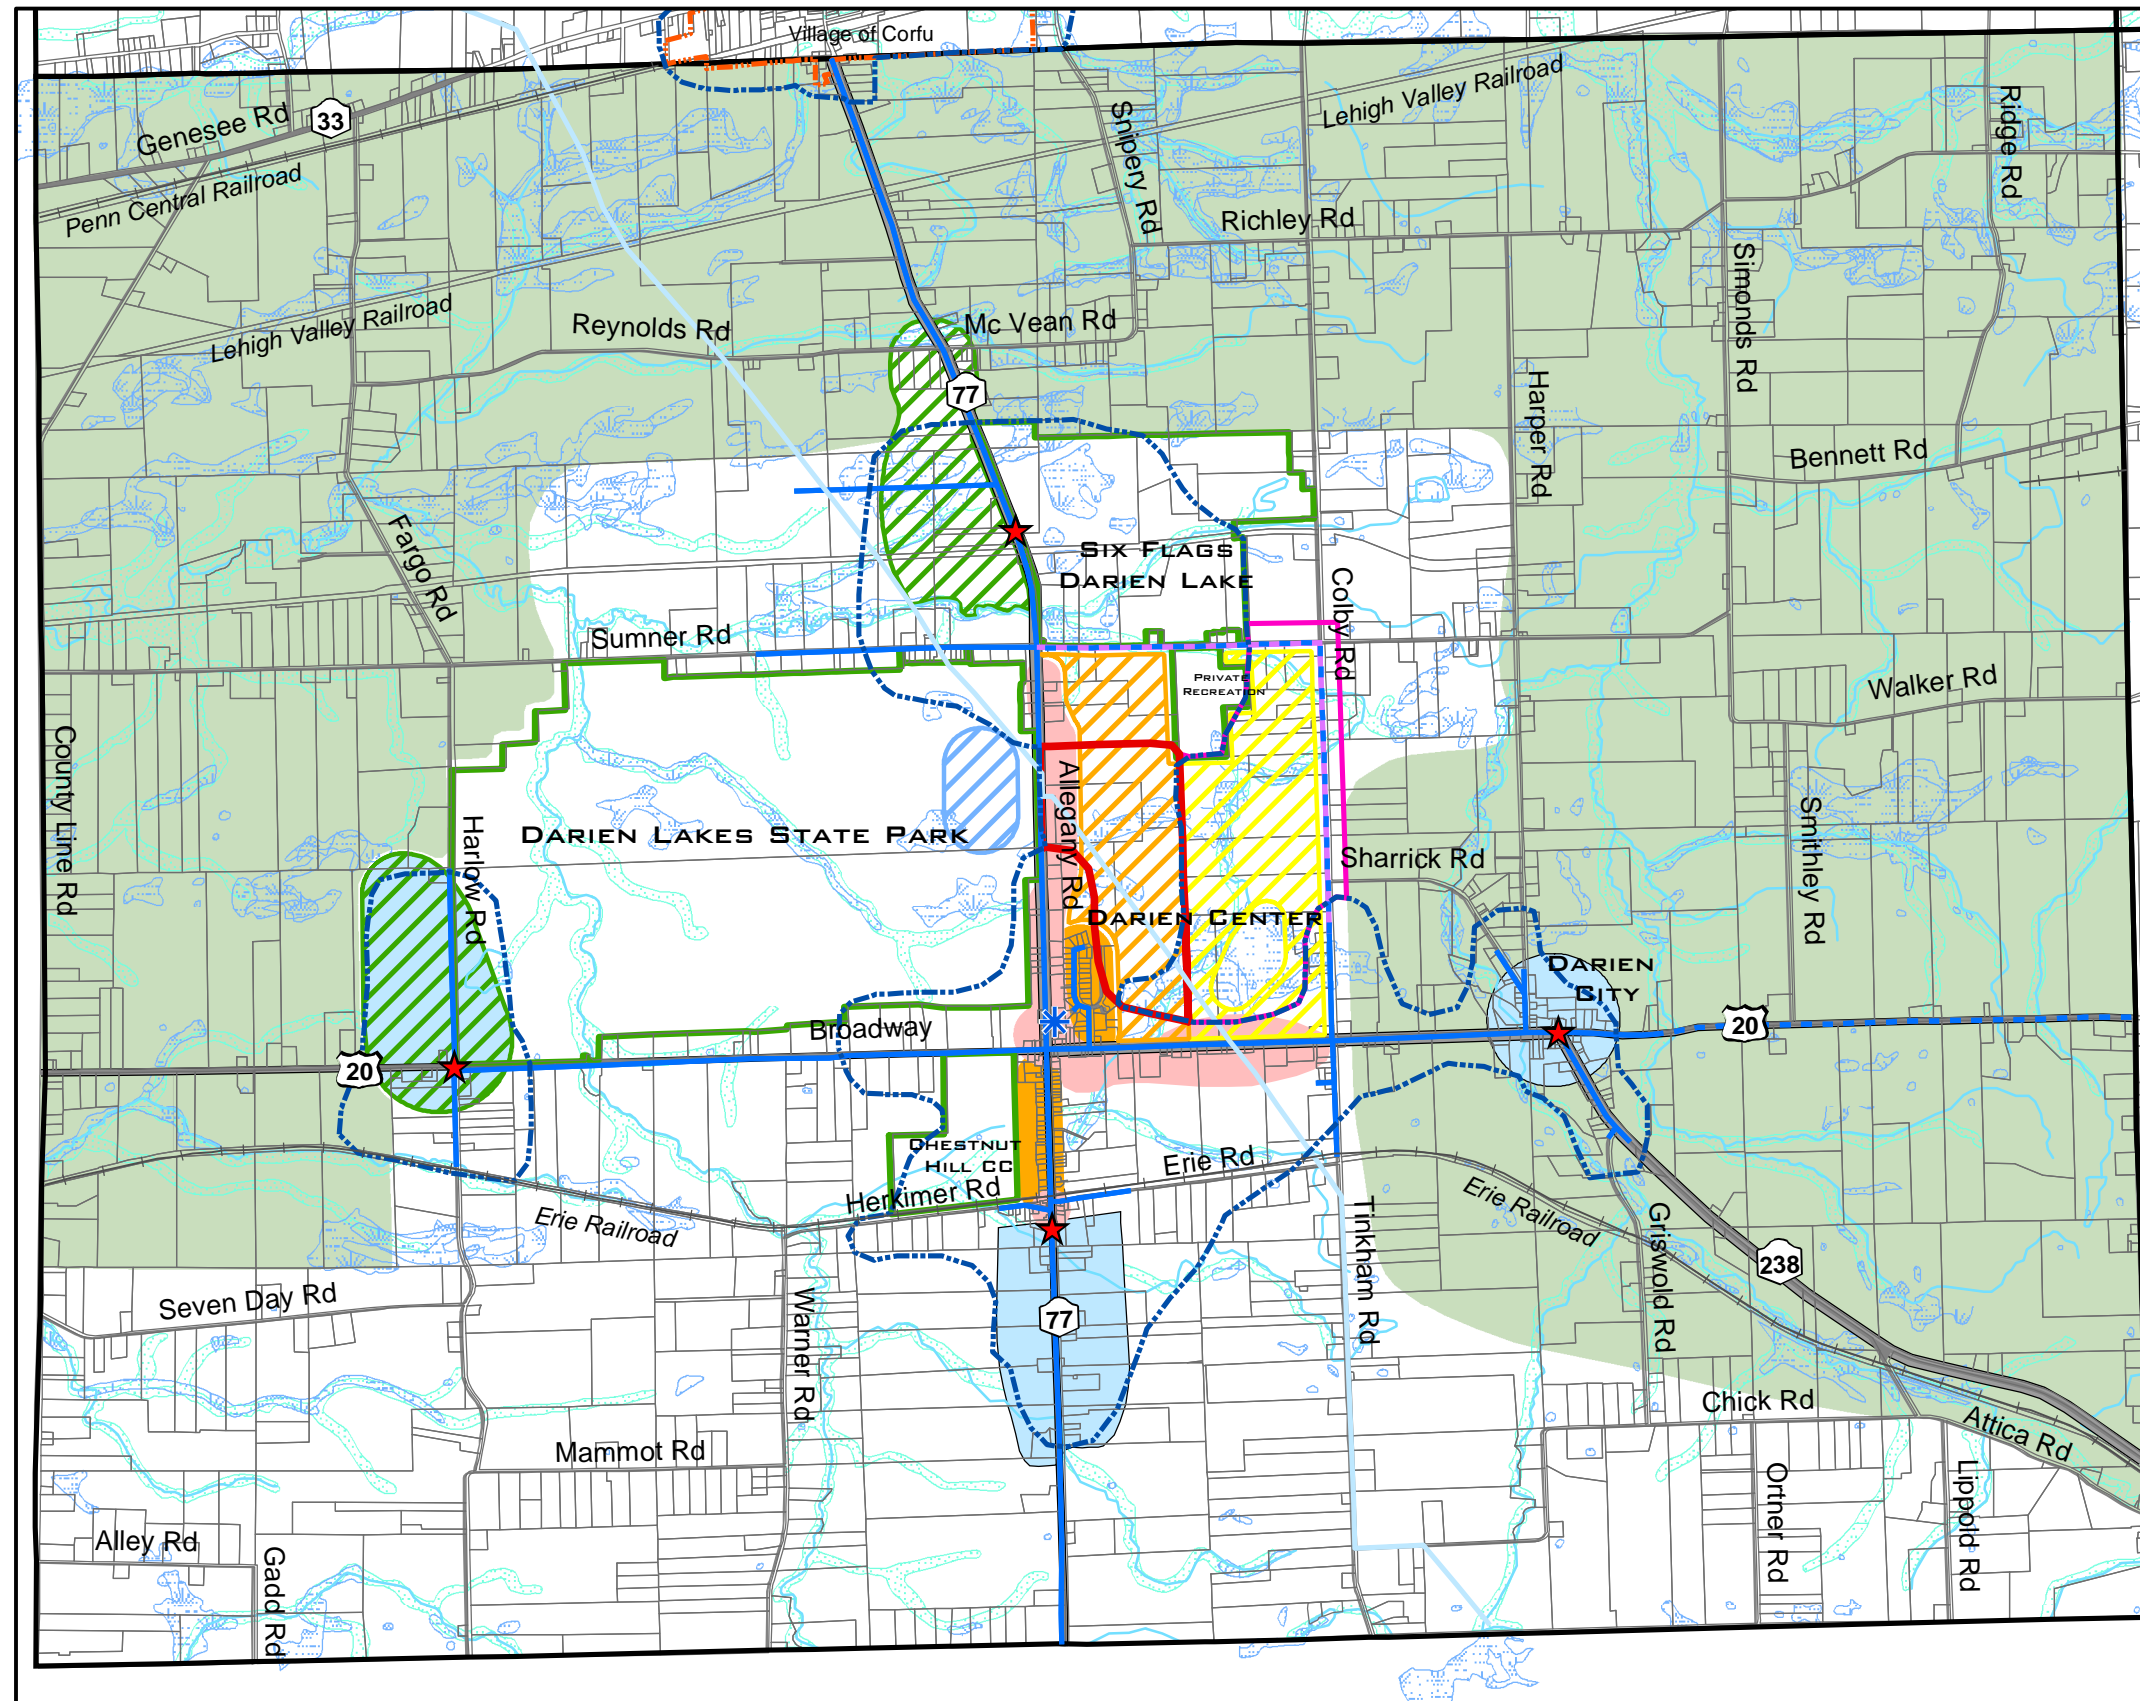 Village of Corfu
Genesee Rd
33
Penn Central Railroad
Lehigh Valley Railroad
Snipery Rd
Lehigh Valley Railroad
Ridge Rd
Richley Rd
Simonds Rd
Reynolds Rd
Mc Vean Rd
77
Harper Rd
Bennett Rd
Fargo Rd
Six Flags
Darien Lake
Colby Rd
Sumner Rd
Private
Recreation
Walker Rd
County Line Rd
Harlow Rd
Darien Lakes State Park
Allegany Rd
Sharrick Rd
Smithley Rd
Darien Center
Darien
City
Broadway
20
20
Chestnut
Hill CC
Herkimer Rd
Erie Rd
Erie Railroad
Erie Railroad
Tinkham Rd
Griswold Rd
238
Seven Day Rd
Warner Rd
77
Chick Rd
Attica Rd
Mammot Rd
Ortner Rd
Lippold Rd
Alley Rd
Gadd Rd